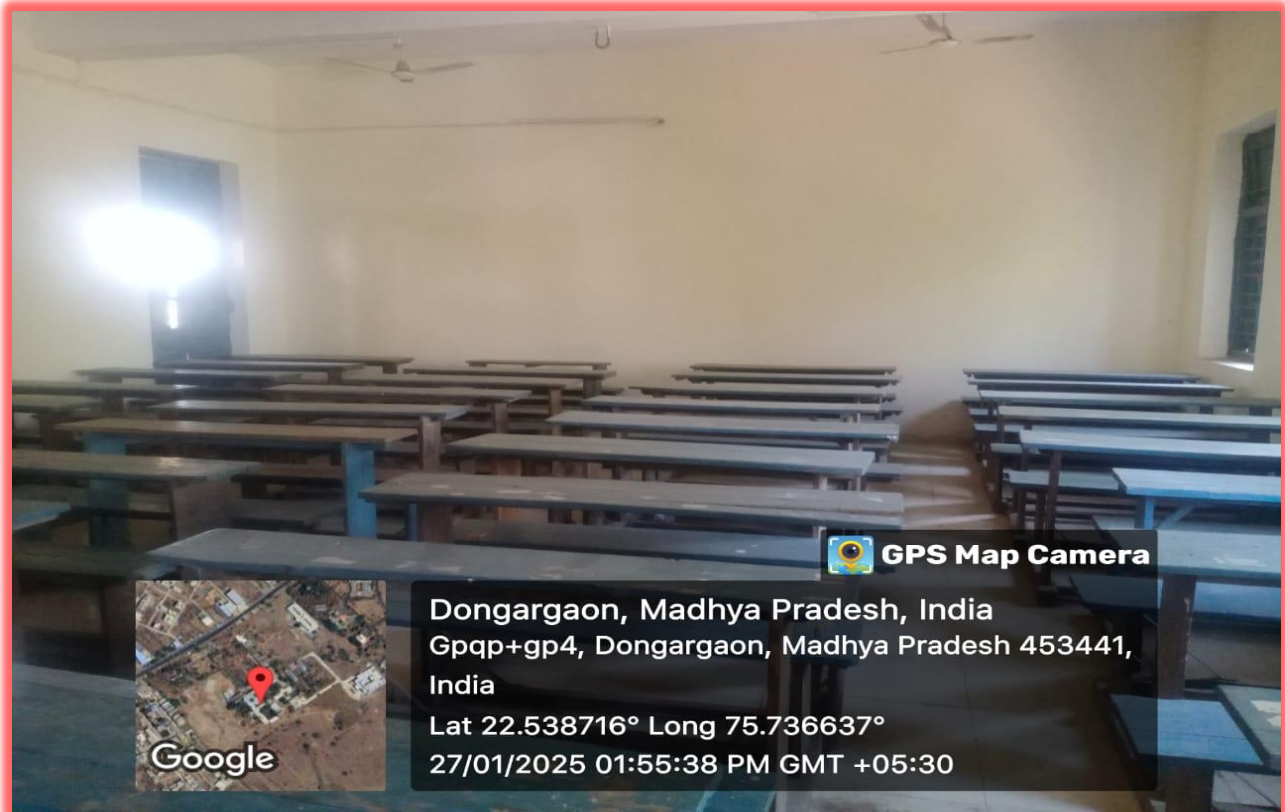 GPS Map Camera
Dongargaon, Madhya Pradesh, India
Gpqp+gp4, Dongargaon, Madhya Pradesh 453441,
India
Lat 22.538716° Long 75.736637°
27/01/2025 01:55:38 PM GMT +05:30
Google